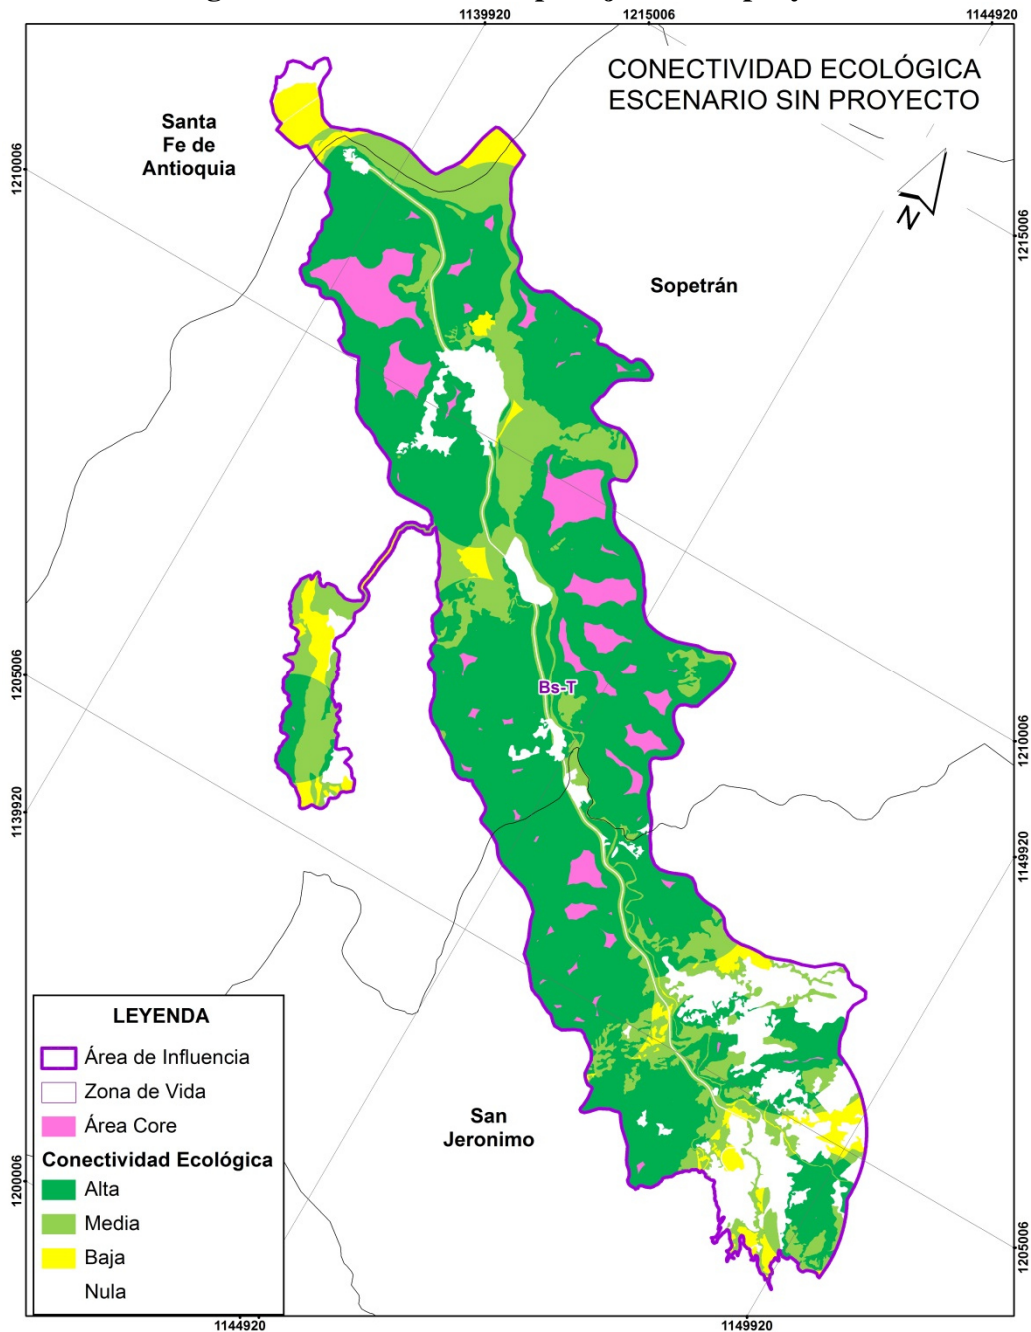 1139920
1215006
1144920
CONECTIVIDAD ECOLÓGICA
ESCENARIO SIN PROYECTO
Santa
Fe de
Antioquia
1210006
N
1215006
Sopetrán
1205006
Bs-T
1210006
1139920
1149920
LEYENDA
Área de Influencia
Zona de Vida
Área Core
Conectividad Ecológica
Alta
Media
Baja
Nula
San
Jeronimo
1200006
1205006
1144920
1149920